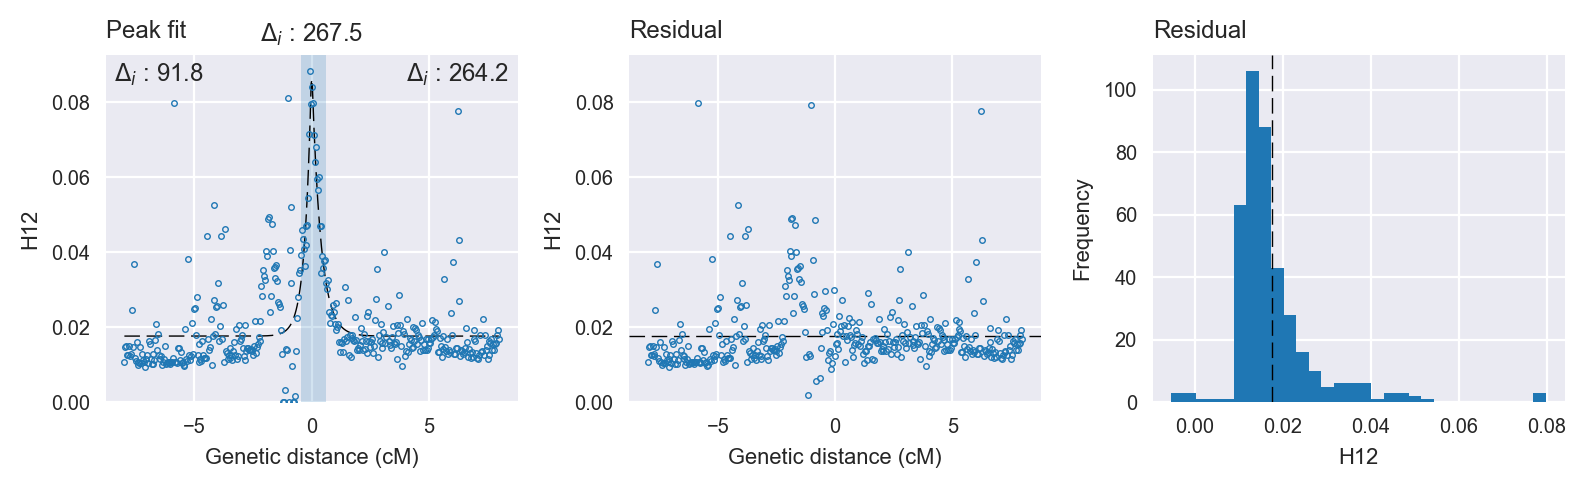 Peak fit
Δi : 267.5
Δi : 91.8
Δi : 264.2
H12
0.08
0.06
0.04
0.02
0.00
−5
0
5
Genetic distance (cM)
Residual
H12
0.08
0.06
0.04
0.02
0.00
−5
0
5
Genetic distance (cM)
Residual
Frequency
100
80
60
40
20
0
0.00
0.02
0.04
0.06
0.08
H12